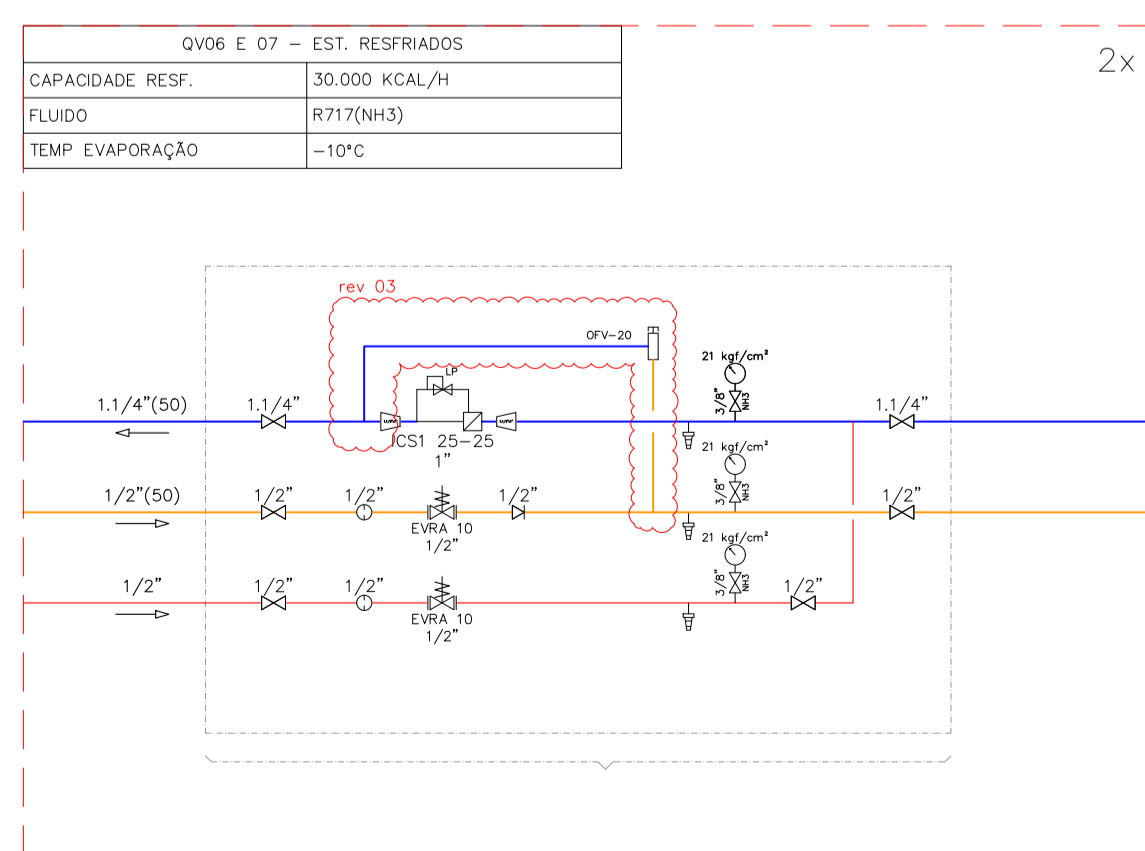 QV06 E 07 – EST. RESFRIADOS
2x
CAPACIDADE RESF. 30.000 KCAL/H
FLUIDO R717(NH3)
TEMP EVAPORAÇÃO -10°C
rev 03
OFV-20
LP
21 kgf/cm²
3/8"
NH3
1.1/4"(50)
1.1/4"
1.1/4"
ICS1 25-25
1"
21 kgf/cm²
3/8"
NH3
1/2"(50)
1/2"
1/2"
1/2"
1/2"
EVRA 10
1/2"
21 kgf/cm²
3/8"
NH3
1/2"
1/2"
1/2"
1/2"
EVRA 10
1/2"